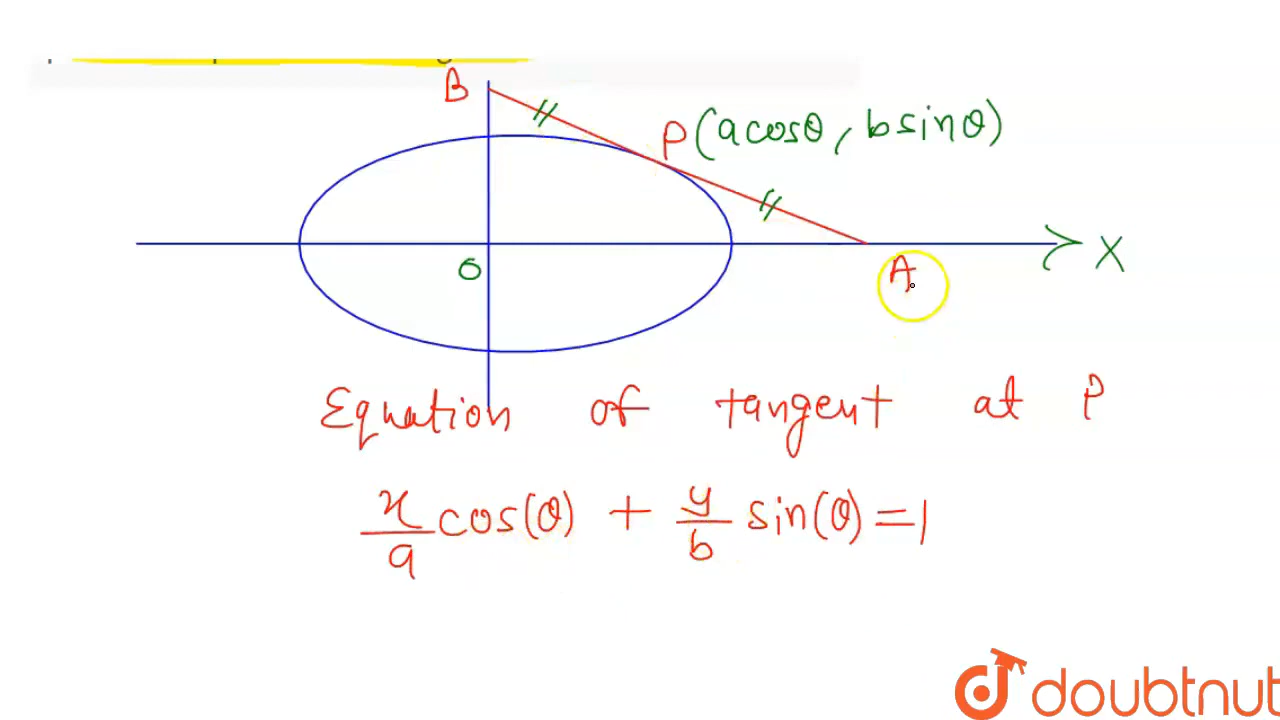 B
P (acosθ, bsinθ)
O
A
X
Equation of tangent at P
x/a cos(θ) + y/b sin(θ) = 1
doubtnut